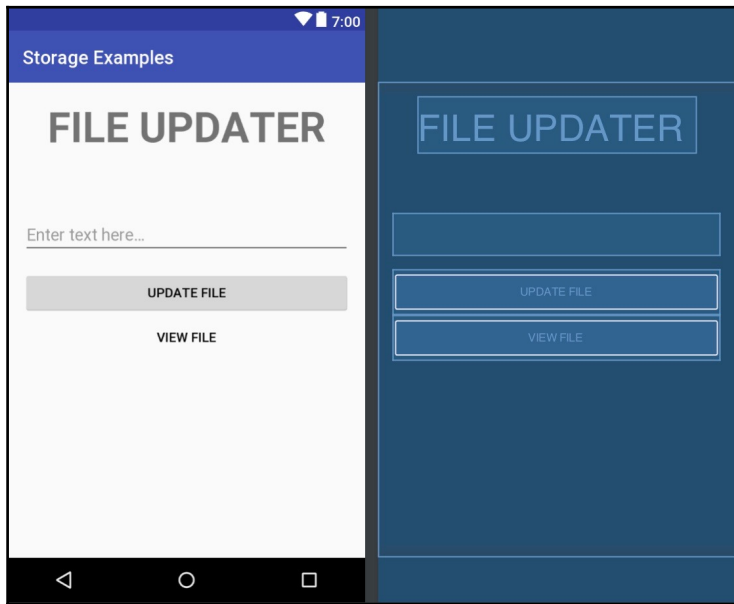 7:00
Storage Examples
FILE UPDATER
Enter text here...
UPDATE FILE
VIEW FILE
FILE UPDATER
UPDATE FILE
VIEW FILE